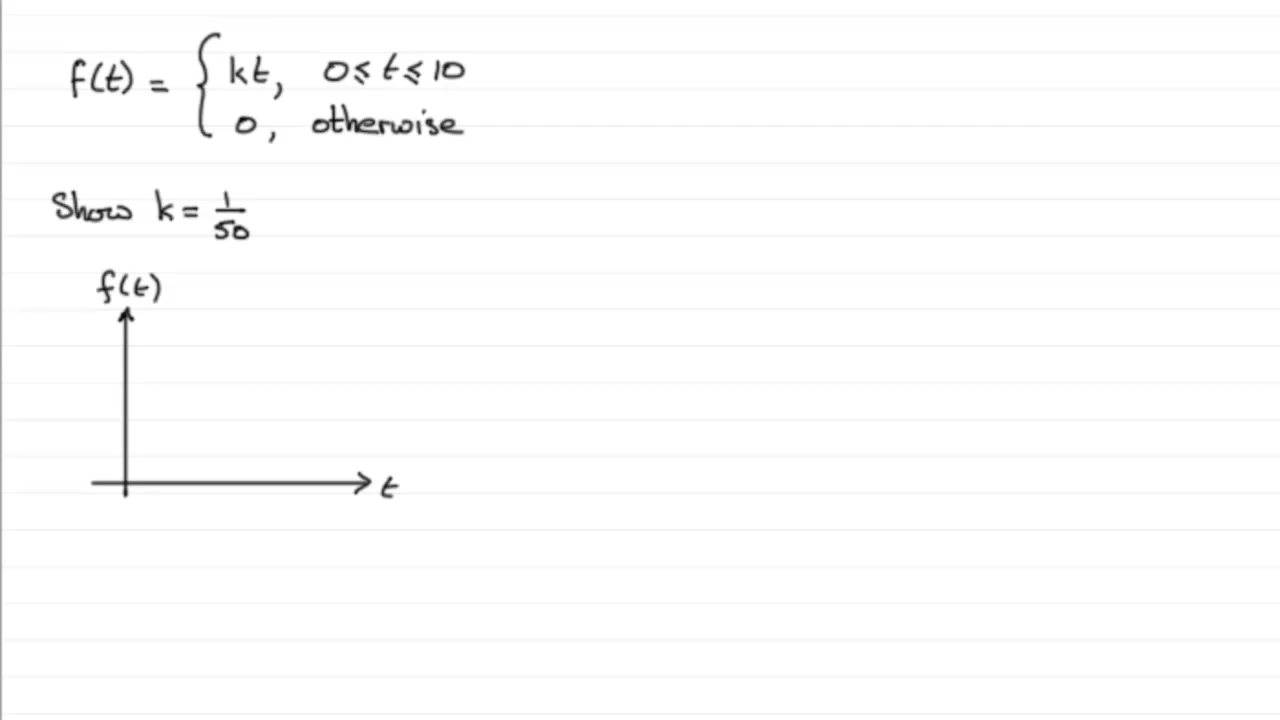 f(t) = { kt, 0 ≤ t ≤ 10
0, otherwise
Show k = 1/50
f(t)
t